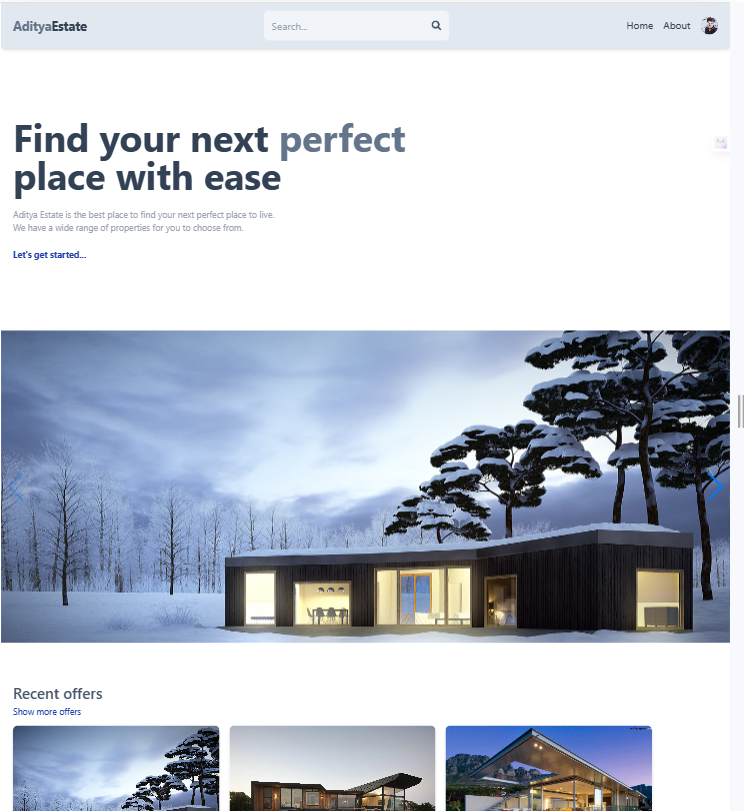 AdityaEstate
Search...
Home
About
Find your next perfect
place with ease
Aditya Estate is the best place to find your next perfect place to live.
We have a wide range of properties for you to choose from.
Let's get started...
Recent offers
Show more offers